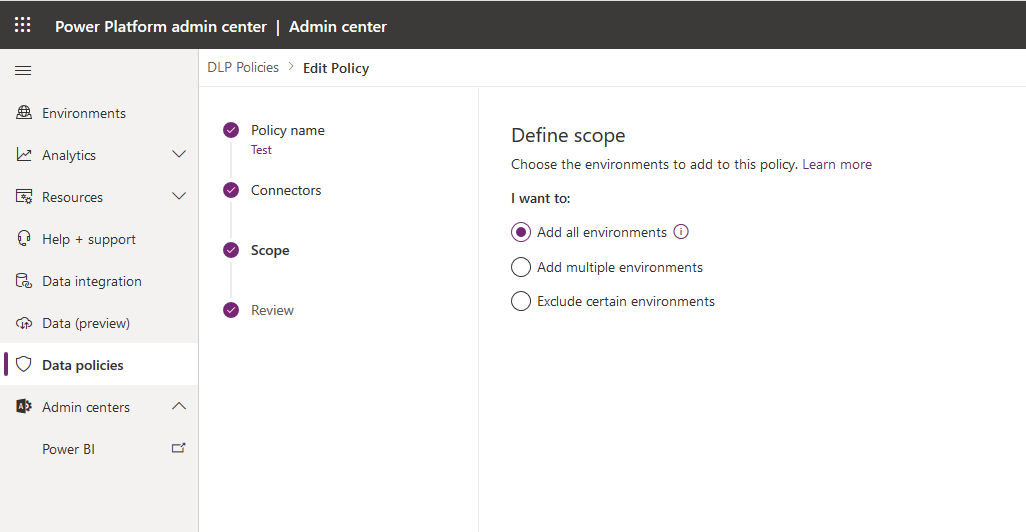 Power Platform admin center | Admin center
DLP Policies > Edit Policy
Environments
Analytics
Resources
Help + support
Data integration
Data (preview)
Data policies
Admin centers
Power BI
Policy name
Test
Connectors
Scope
Review
Define scope
Choose the environments to add to this policy. Learn more
I want to:
Add all environments
Add multiple environments
Exclude certain environments